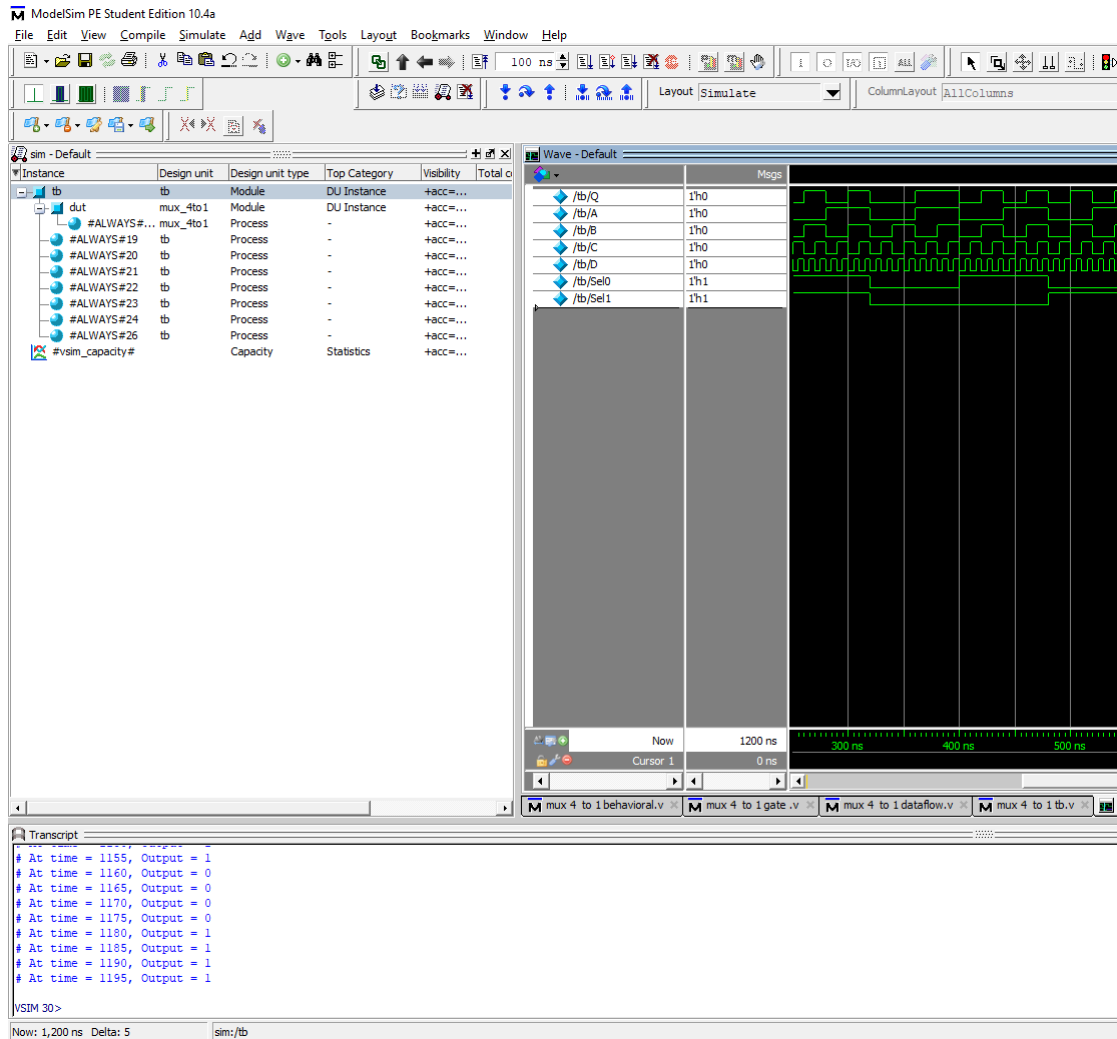 ModelSim PE Student Edition 10.4a
File Edit View Compile Simulate Add Wave Tools Layout Bookmarks Window Help
100 ns
Layout Simulate
ColumnLayout AllColumns
sim - Default
Instance Design unit Design unit type Top Category Visibility Total c
tb tb Module DU Instance +acc=...
dut mux_4to1 Module DU Instance +acc=...
#ALWAYS#... mux_4to1 Process - +acc=...
#ALWAYS#19 tb Process - +acc=...
#ALWAYS#20 tb Process - +acc=...
#ALWAYS#21 tb Process - +acc=...
#ALWAYS#22 tb Process - +acc=...
#ALWAYS#23 tb Process - +acc=...
#ALWAYS#24 tb Process - +acc=...
#ALWAYS#26 tb Process - +acc=...
#vsim_capacity# Capacity Statistics +acc=...
Wave - Default
Msgs
/tb/Q 1'h0
/tb/A 1'h0
/tb/B 1'h0
/tb/C 1'h0
/tb/D 1'h0
/tb/Sel0 1'h1
/tb/Sel1 1'h1
Now 1200 ns
300 ns 400 ns 500 ns
Cursor 1 0 ns
mux 4 to 1 behavioral.v mux 4 to 1 gate .v mux 4 to 1 dataflow.v mux 4 to 1 tb.v
Transcript
# At time = 1155, Output = 1
# At time = 1160, Output = 0
# At time = 1165, Output = 0
# At time = 1170, Output = 0
# At time = 1175, Output = 0
# At time = 1180, Output = 1
# At time = 1185, Output = 1
# At time = 1190, Output = 1
# At time = 1195, Output = 1
VSIM 30>
Now: 1,200 ns Delta: 5 sim:/tb